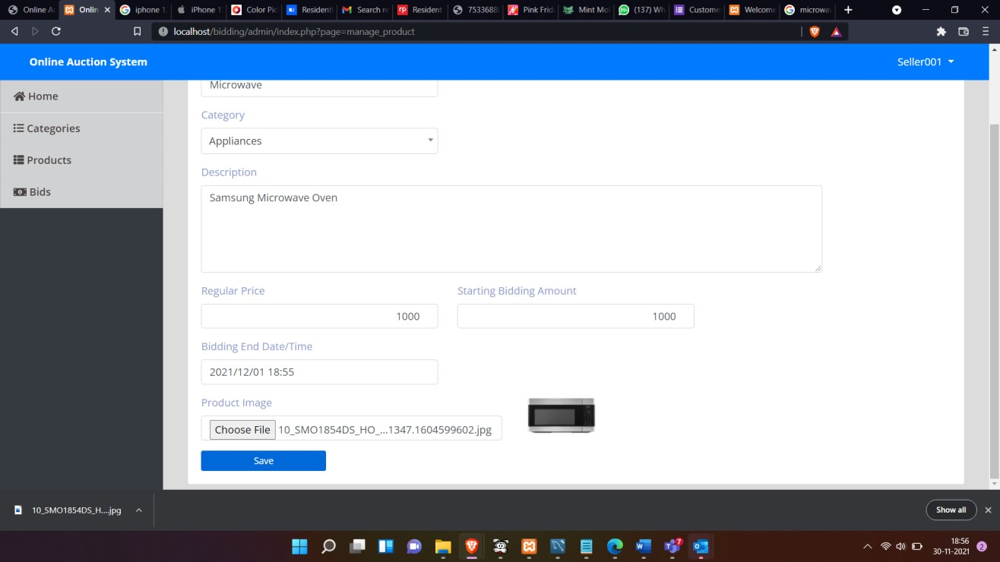 Online A
Onlin
iphone 1
iPhone 1
Color Pic
Resident
Search re
Resident
7533688
Pink Frid
Mint Mo
(137) Wh
Custome
Welcome
microwa
localhost/bidding/admin/index.php?page=manage_product
Online Auction System
Seller001
Home
Categories
Products
Bids
Microwave
Category
Appliances
Description
Samsung Microwave Oven
Regular Price
Starting Bidding Amount
1000
1000
Bidding End Date/Time
2021/12/01 18:55
Product Image
Choose File 10_SMO1854DS_HO_...1347.1604599602.jpg
Save
10_SMO1854DS_H....jpg
Show all
7
18:56
30-11-2021
2